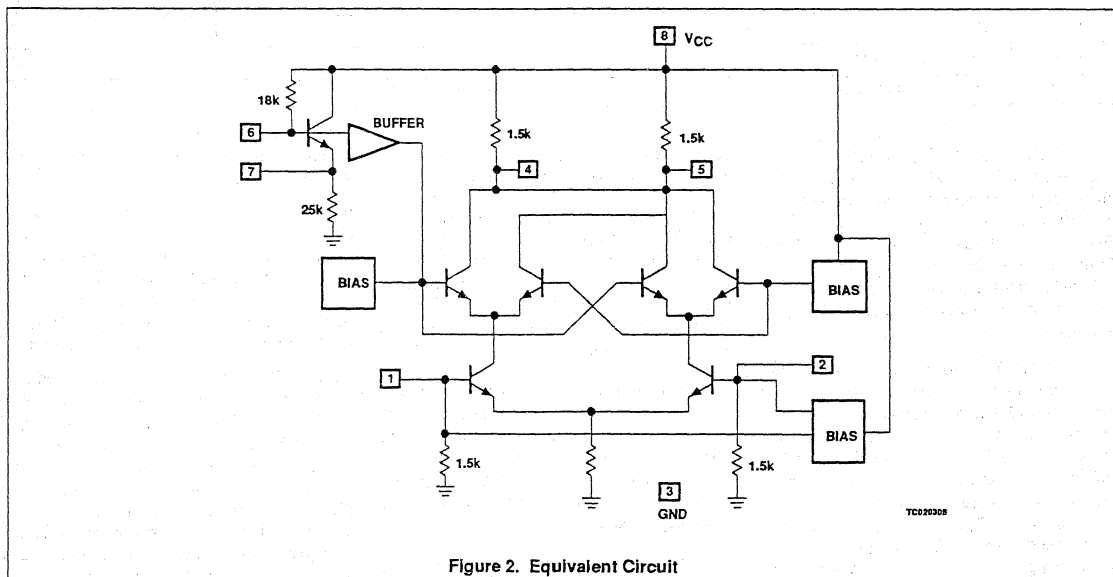 8 VCC
18k
6
BUFFER
1.5k
1.5k
7
4
5
25k
BIAS
BIAS
1
2
BIAS
1.5k
1.5k
3
GND
TC02030S
Figure 2. Equivalent Circuit